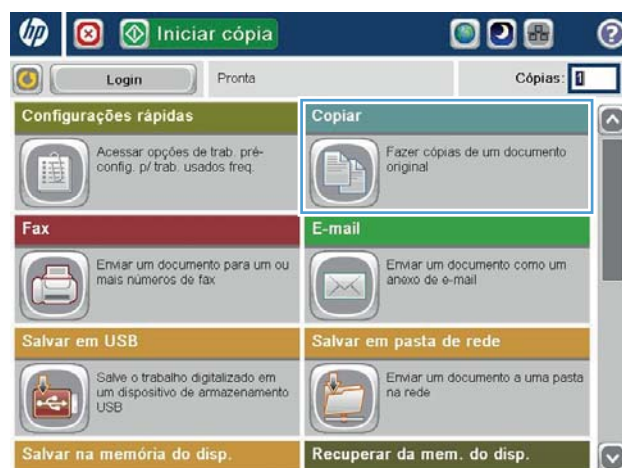 hp
Iniciar cópia
?
Login
Pronta
Cópias: 1
Configurações rápidas
Acessar opções de trab. pré-
config. p/ trab. usados freq.
Copiar
Fazer cópias de um documento
original
Fax
Enviar um documento para um ou
mais números de fax
E-mail
Enviar um documento como um
anexo de e-mail
Salvar em USB
Salve o trabalho digitalizado em
um dispositivo de armazenamento
USB
Salvar em pasta de rede
Enviar um documento a uma pasta
na rede
Salvar na memória do disp.
Recuperar da mem. do disp.